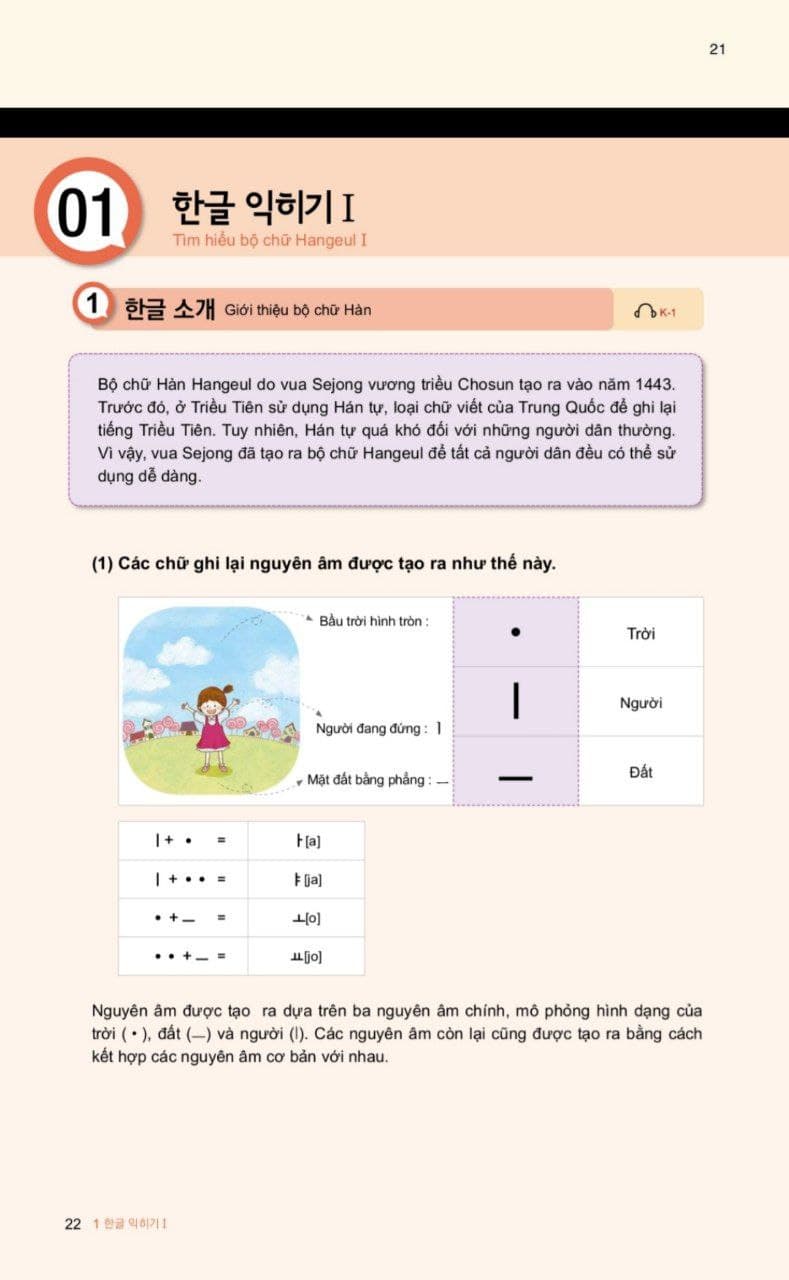 21
01
한글 익히기 I
Tìm hiểu bộ chữ Hangeul I
1 한글 소개 Giới thiệu bộ chữ Hàn K-1
Bộ chữ Hàn Hangeul do vua Sejong vương triều Chosun tạo ra vào năm 1443.
Trước đó, ở Triều Tiên sử dụng Hán tự, loại chữ viết của Trung Quốc để ghi lại
tiếng Triều Tiên. Tuy nhiên, Hán tự quá khó đối với những người dân thường.
Vì vậy, vua Sejong đã tạo ra bộ chữ Hangeul để tất cả người dân đều có thể sử
dụng dễ dàng.
(1) Các chữ ghi lại nguyên âm được tạo ra như thế này.
Bầu trời hình tròn : • Trời
Người đang đứng : ㅣ ㅣ Người
Mặt đất bằng phẳng : ㅡ ㅡ Đất
ㅣ + • = ㅏ[a]
ㅣ + • • = ㅑ[ja]
• + ㅡ = ㅗ[o]
• • + ㅡ = ㅛ[jo]
Nguyên âm được tạo ra dựa trên ba nguyên âm chính, mô phỏng hình dạng của
trời ( • ), đất (ㅡ) và người (ㅣ). Các nguyên âm còn lại cũng được tạo ra bằng cách
kết hợp các nguyên âm cơ bản với nhau.
22 1 한글 익히기 I